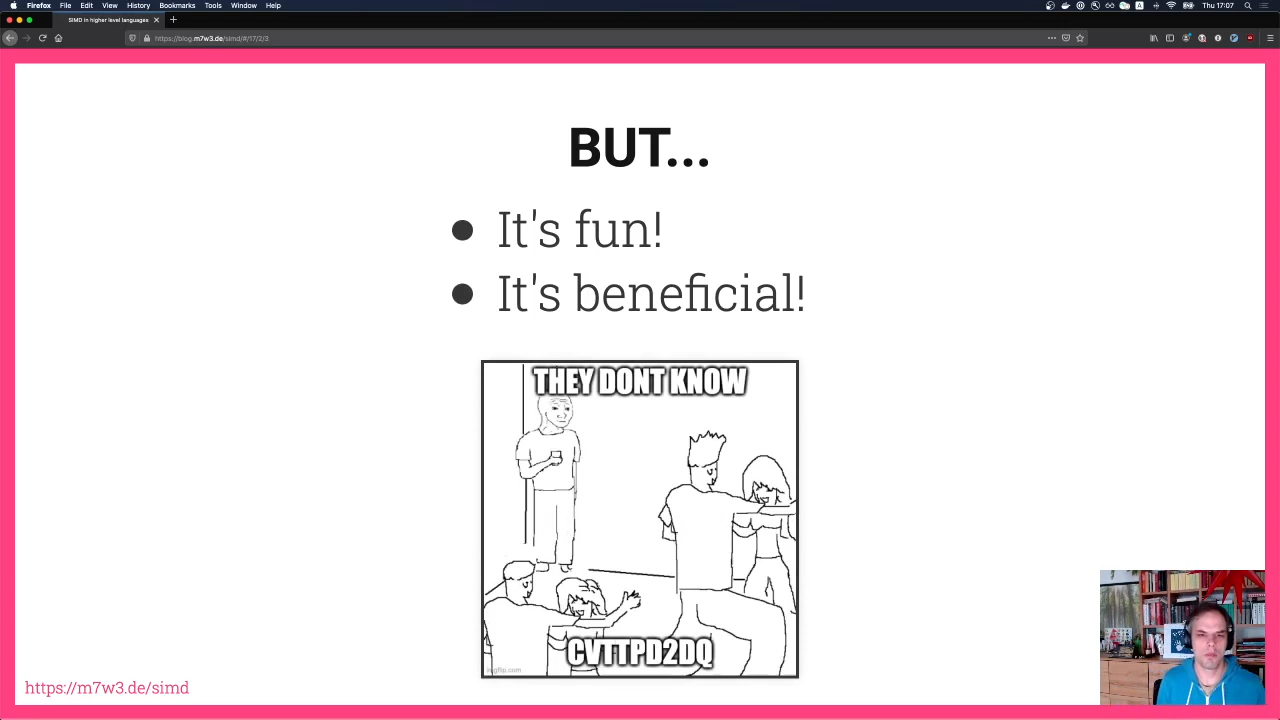 Firefox File Edit View History Bookmarks Tools Window Help
Thu 17:07
SIMD in higher level languages
https://blog.m7w3.de/simd/#/17/2/3
BUT...
It's fun!
It's beneficial!
THEY DONT KNOW
CVTTPD2DQ
imgflip.com
https://m7w3.de/simd